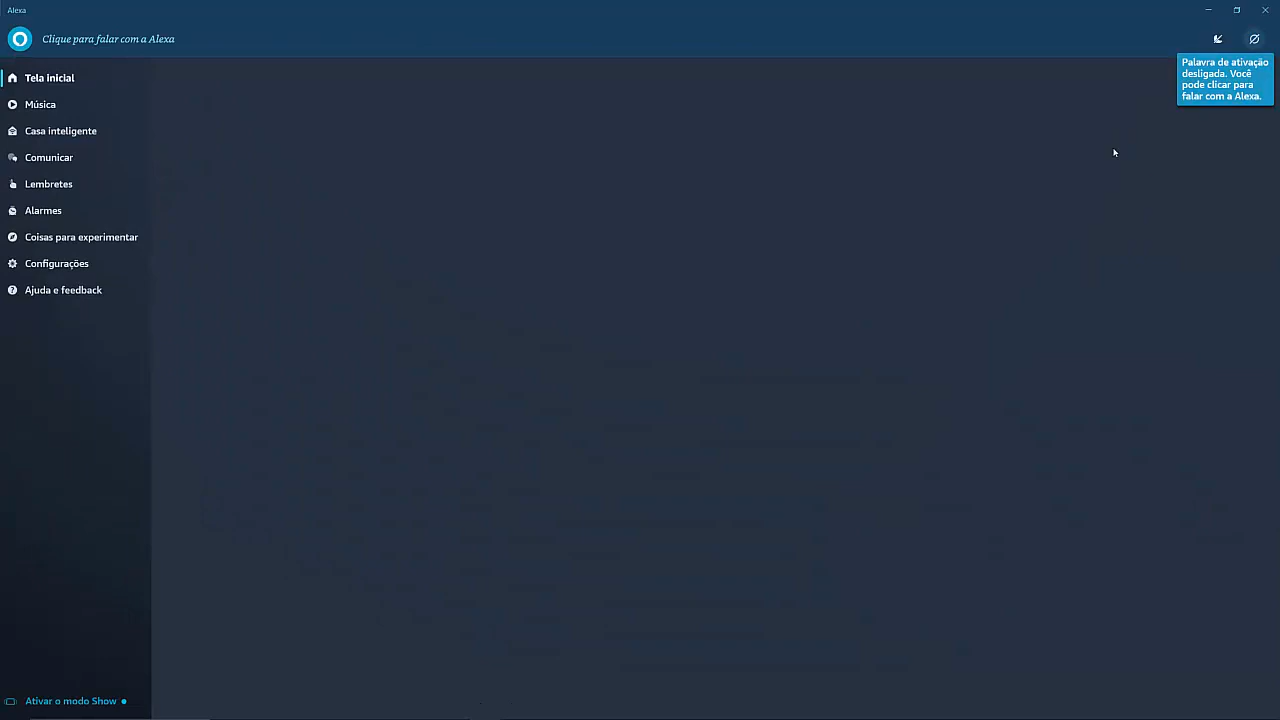 Alexa
Clique para falar com a Alexa
Palavra de ativação
desligada. Você
pode clicar para
falar com a Alexa.
Tela inicial
Música
Casa inteligente
Comunicar
Lembretes
Alarmes
Coisas para experimentar
Configurações
Ajuda e feedback
Ativar o modo Show